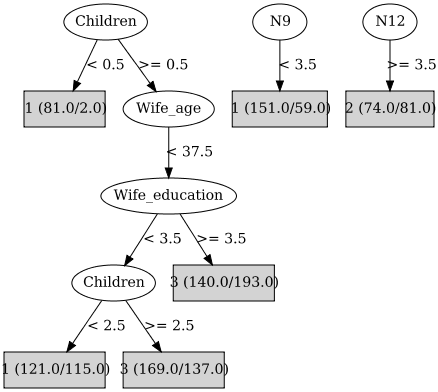 Children
N9
N12
< 0.5
>= 0.5
< 3.5
>= 3.5
1 (81.0/2.0)
Wife_age
1 (151.0/59.0)
2 (74.0/81.0)
< 37.5
Wife_education
< 3.5
>= 3.5
Children
3 (140.0/193.0)
< 2.5
>= 2.5
1 (121.0/115.0)
3 (169.0/137.0)